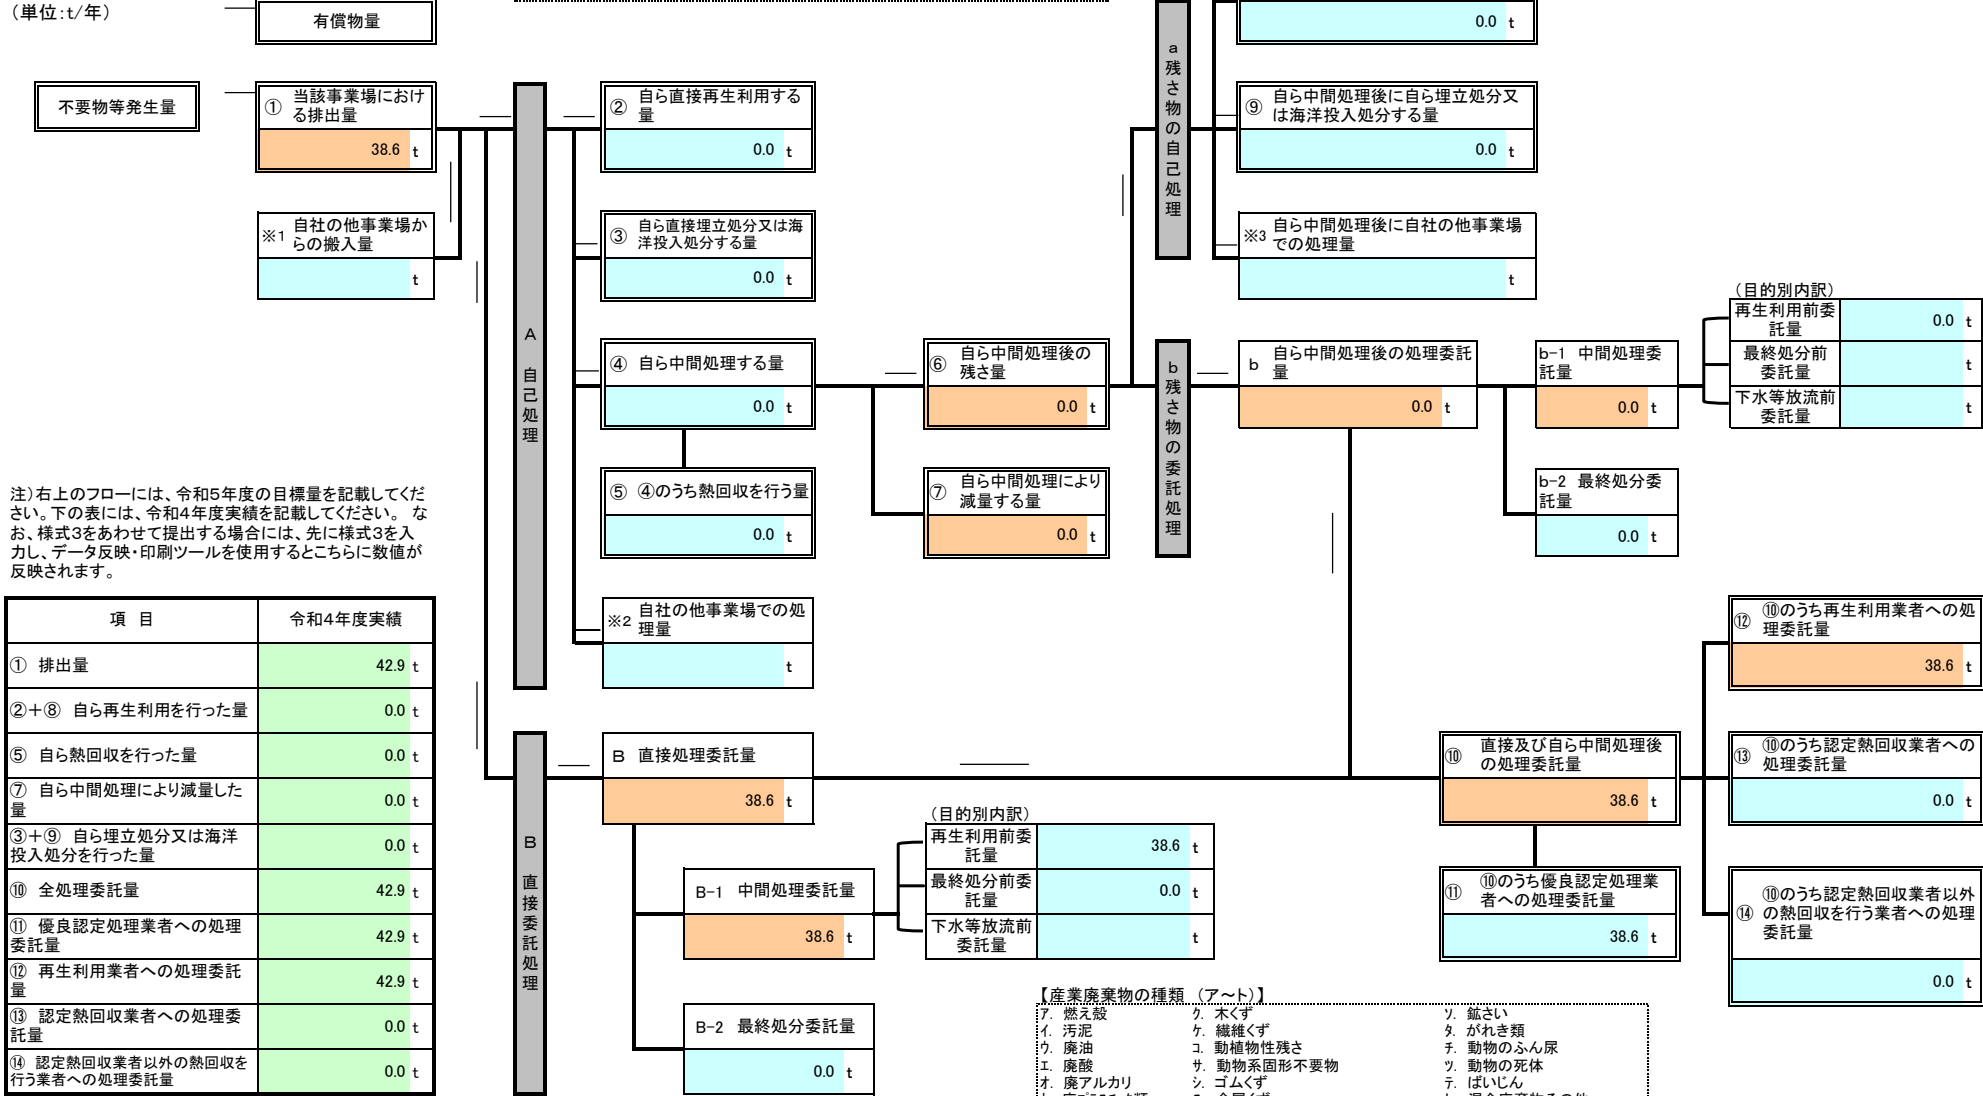 (単位:t/年)
有償物量
0.0 t
不要物等発生量
① 当該事業場におけ
る排出量
38.6 t
※1 自社の他事業場か
らの搬入量
t
A 自己処理
② 自ら直接再生利用する
量
0.0 t
③ 自ら直接埋立処分又は海
洋投入処分する量
0.0 t
④ 自ら中間処理する量
0.0 t
⑤ ④のうち熱回収を行う量
0.0 t
※2 自社の他事業場での処
理量
t
⑥ 自ら中間処理後の
残さ量
0.0 t
⑦ 自ら中間処理により
減量する量
0.0 t
a残さ物の自己処理
⑨ 自ら中間処理後に自ら埋立処分又
は海洋投入処分する量
0.0 t
※3 自ら中間処理後に自社の他事業場
での処理量
t
b残さ物の委託処理
b 自ら中間処理後の処理委託
量
0.0 t
b-1 中間処理委
託量
0.0 t
b-2 最終処分委
託量
0.0 t
(目的別内訳)
再生利用前委
託量
0.0 t
最終処分前
委託量
t
下水等放流前
委託量
t
注)右上のフローには、令和5年度の目標量を記載してくだ
さい。下の表には、令和4年度実績を記載してください。 な
お、様式3をあわせて提出する場合には、先に様式3を入
力し、データ反映・印刷ツールを使用するとこちらに数値が
反映されます。
項 目 令和4年度実績
① 排出量 42.9 t
②+⑧ 自ら再生利用を行った量 0.0 t
⑤ 自ら熱回収を行った量 0.0 t
⑦ 自ら中間処理により減量した
量 0.0 t
③+⑨ 自ら埋立処分又は海洋
投入処分を行った量 0.0 t
⑩ 全処理委託量 42.9 t
⑪ 優良認定処理業者への処理
委託量 42.9 t
⑫ 再生利用業者への処理委託
量 42.9 t
⑬ 認定熱回収業者への処理委
託量 0.0 t
⑭ 認定熱回収業者以外の熱回収を
行う業者への処理委託量 0.0 t
B 直接委託処理
B 直接処理委託量
38.6 t
B-1 中間処理委託量
38.6 t
B-2 最終処分委託量
0.0 t
(目的別内訳)
再生利用前委
託量
38.6 t
最終処分前委
託量
0.0 t
下水等放流前
委託量
t
⑩ 直接及び自ら中間処理後
の処理委託量
38.6 t
⑪ ⑩のうち優良認定処理業
者への処理委託量
38.6 t
⑫ ⑩のうち再生利用業者への処
理委託量
38.6 t
⑬ ⑩のうち認定熱回収業者への
処理委託量
0.0 t
⑭ ⑩のうち認定熱回収業者以外
の熱回収を行う業者への処理
委託量
0.0 t
【産業廃棄物の種類 (ア~ト)】
ア. 燃え殻 ク. 木くず ソ. 鉱さい
イ. 汚泥 ケ. 繊維くず タ. がれき類
ウ. 廃油 コ. 動植物性残さ チ. 動物のふん尿
エ. 廃酸 サ. 動物系固形不要物 ツ. 動物の死体
オ. 廃アルカリ シ. ゴムくず テ. ばいじん